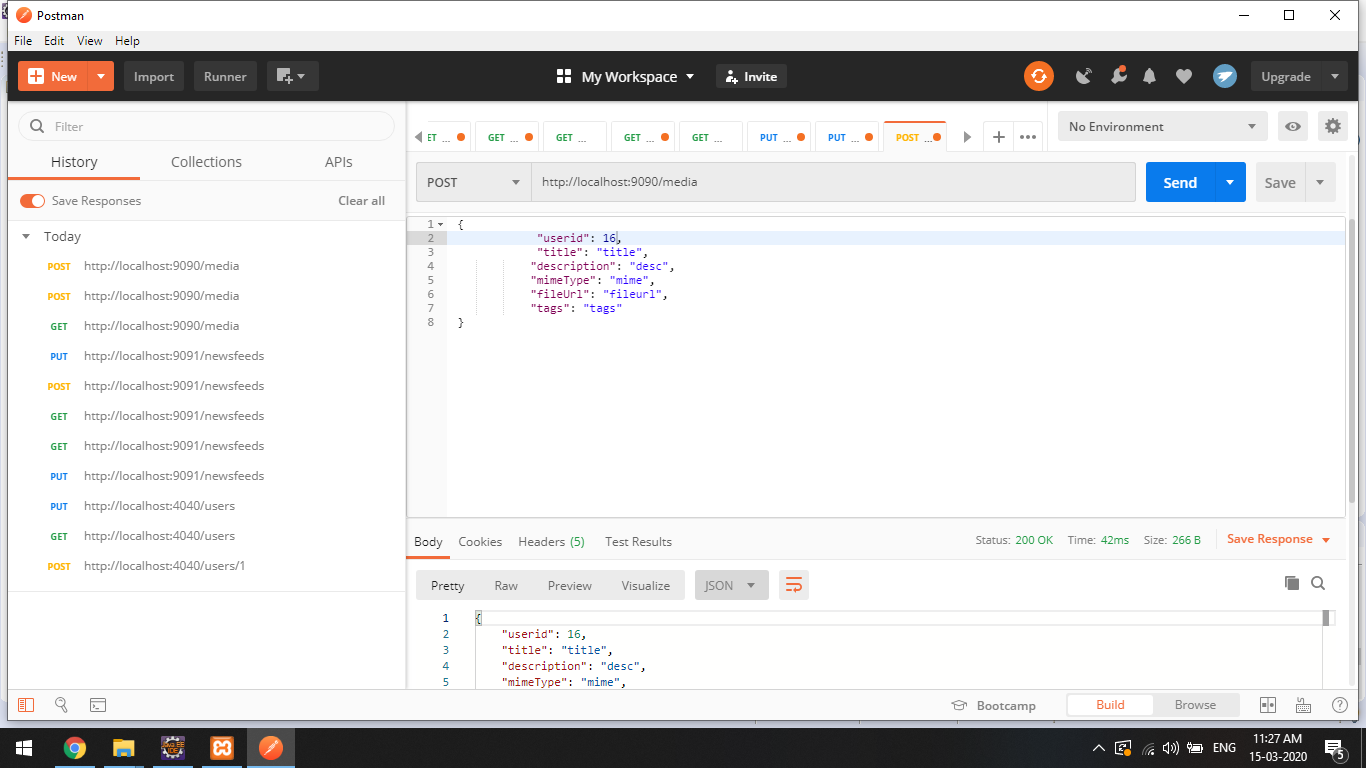 Postman
File Edit View Help
New Import Runner My Workspace Invite Upgrade
Filter
History Collections APIs
Save Responses Clear all
Today
POST http://localhost:9090/media
POST http://localhost:9090/media
GET http://localhost:9090/media
PUT http://localhost:9091/newsfeeds
POST http://localhost:9091/newsfeeds
GET http://localhost:9091/newsfeeds
GET http://localhost:9091/newsfeeds
PUT http://localhost:9091/newsfeeds
PUT http://localhost:4040/users
GET http://localhost:4040/users
POST http://localhost:4040/users/1
ET ... GET ... GET ... GET ... GET ... PUT ... PUT ... POST ...
No Environment
POST http://localhost:9090/media Send Save
1 {
2 "userid": 16,
3 "title": "title",
4 "description": "desc",
5 "mimeType": "mime",
6 "fileUrl": "fileurl",
7 "tags": "tags"
8 }
Body Cookies Headers (5) Test Results Status: 200 OK Time: 42ms Size: 266 B Save Response
Pretty Raw Preview Visualize JSON
1 {
2 "userid": 16,
3 "title": "title",
4 "description": "desc",
5 "mimeType": "mime",
Bootcamp Build Browse
ENG 11:27 AM
15-03-2020 5